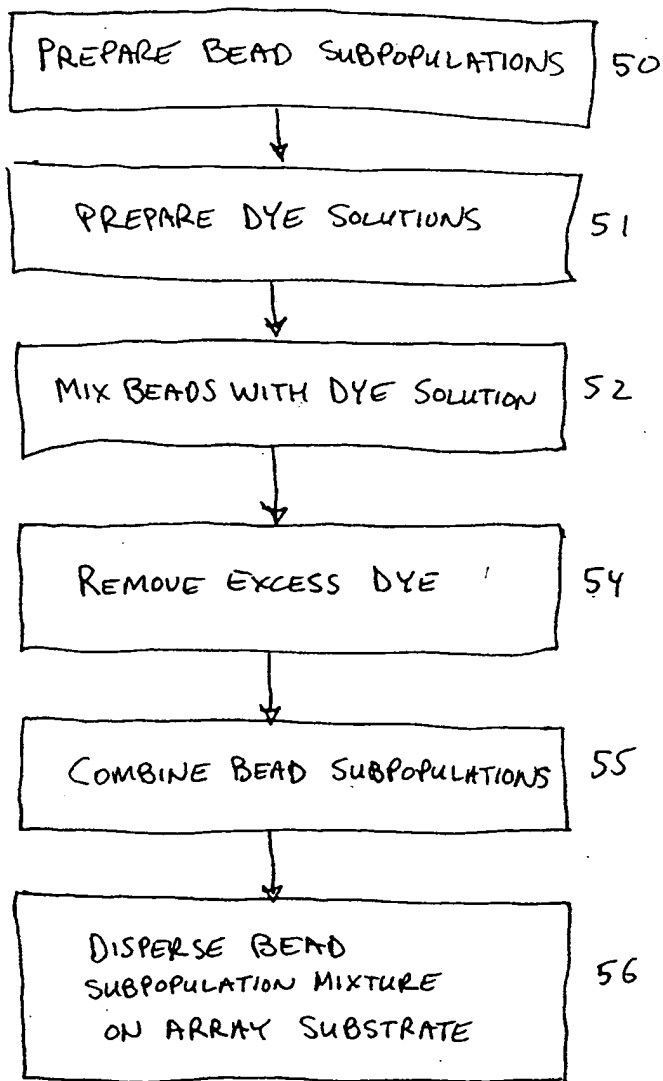 PREPARE BEAD SUBPOPULATIONS 50
PREPARE DYE SOLUTIONS 51
MIX BEADS WITH DYE SOLUTION 52
REMOVE EXCESS DYE 54
COMBINE BEAD SUBPOPULATIONS 55
DISPERSE BEAD
SUBPOPULATION MIXTURE
ON ARRAY SUBSTRATE 56